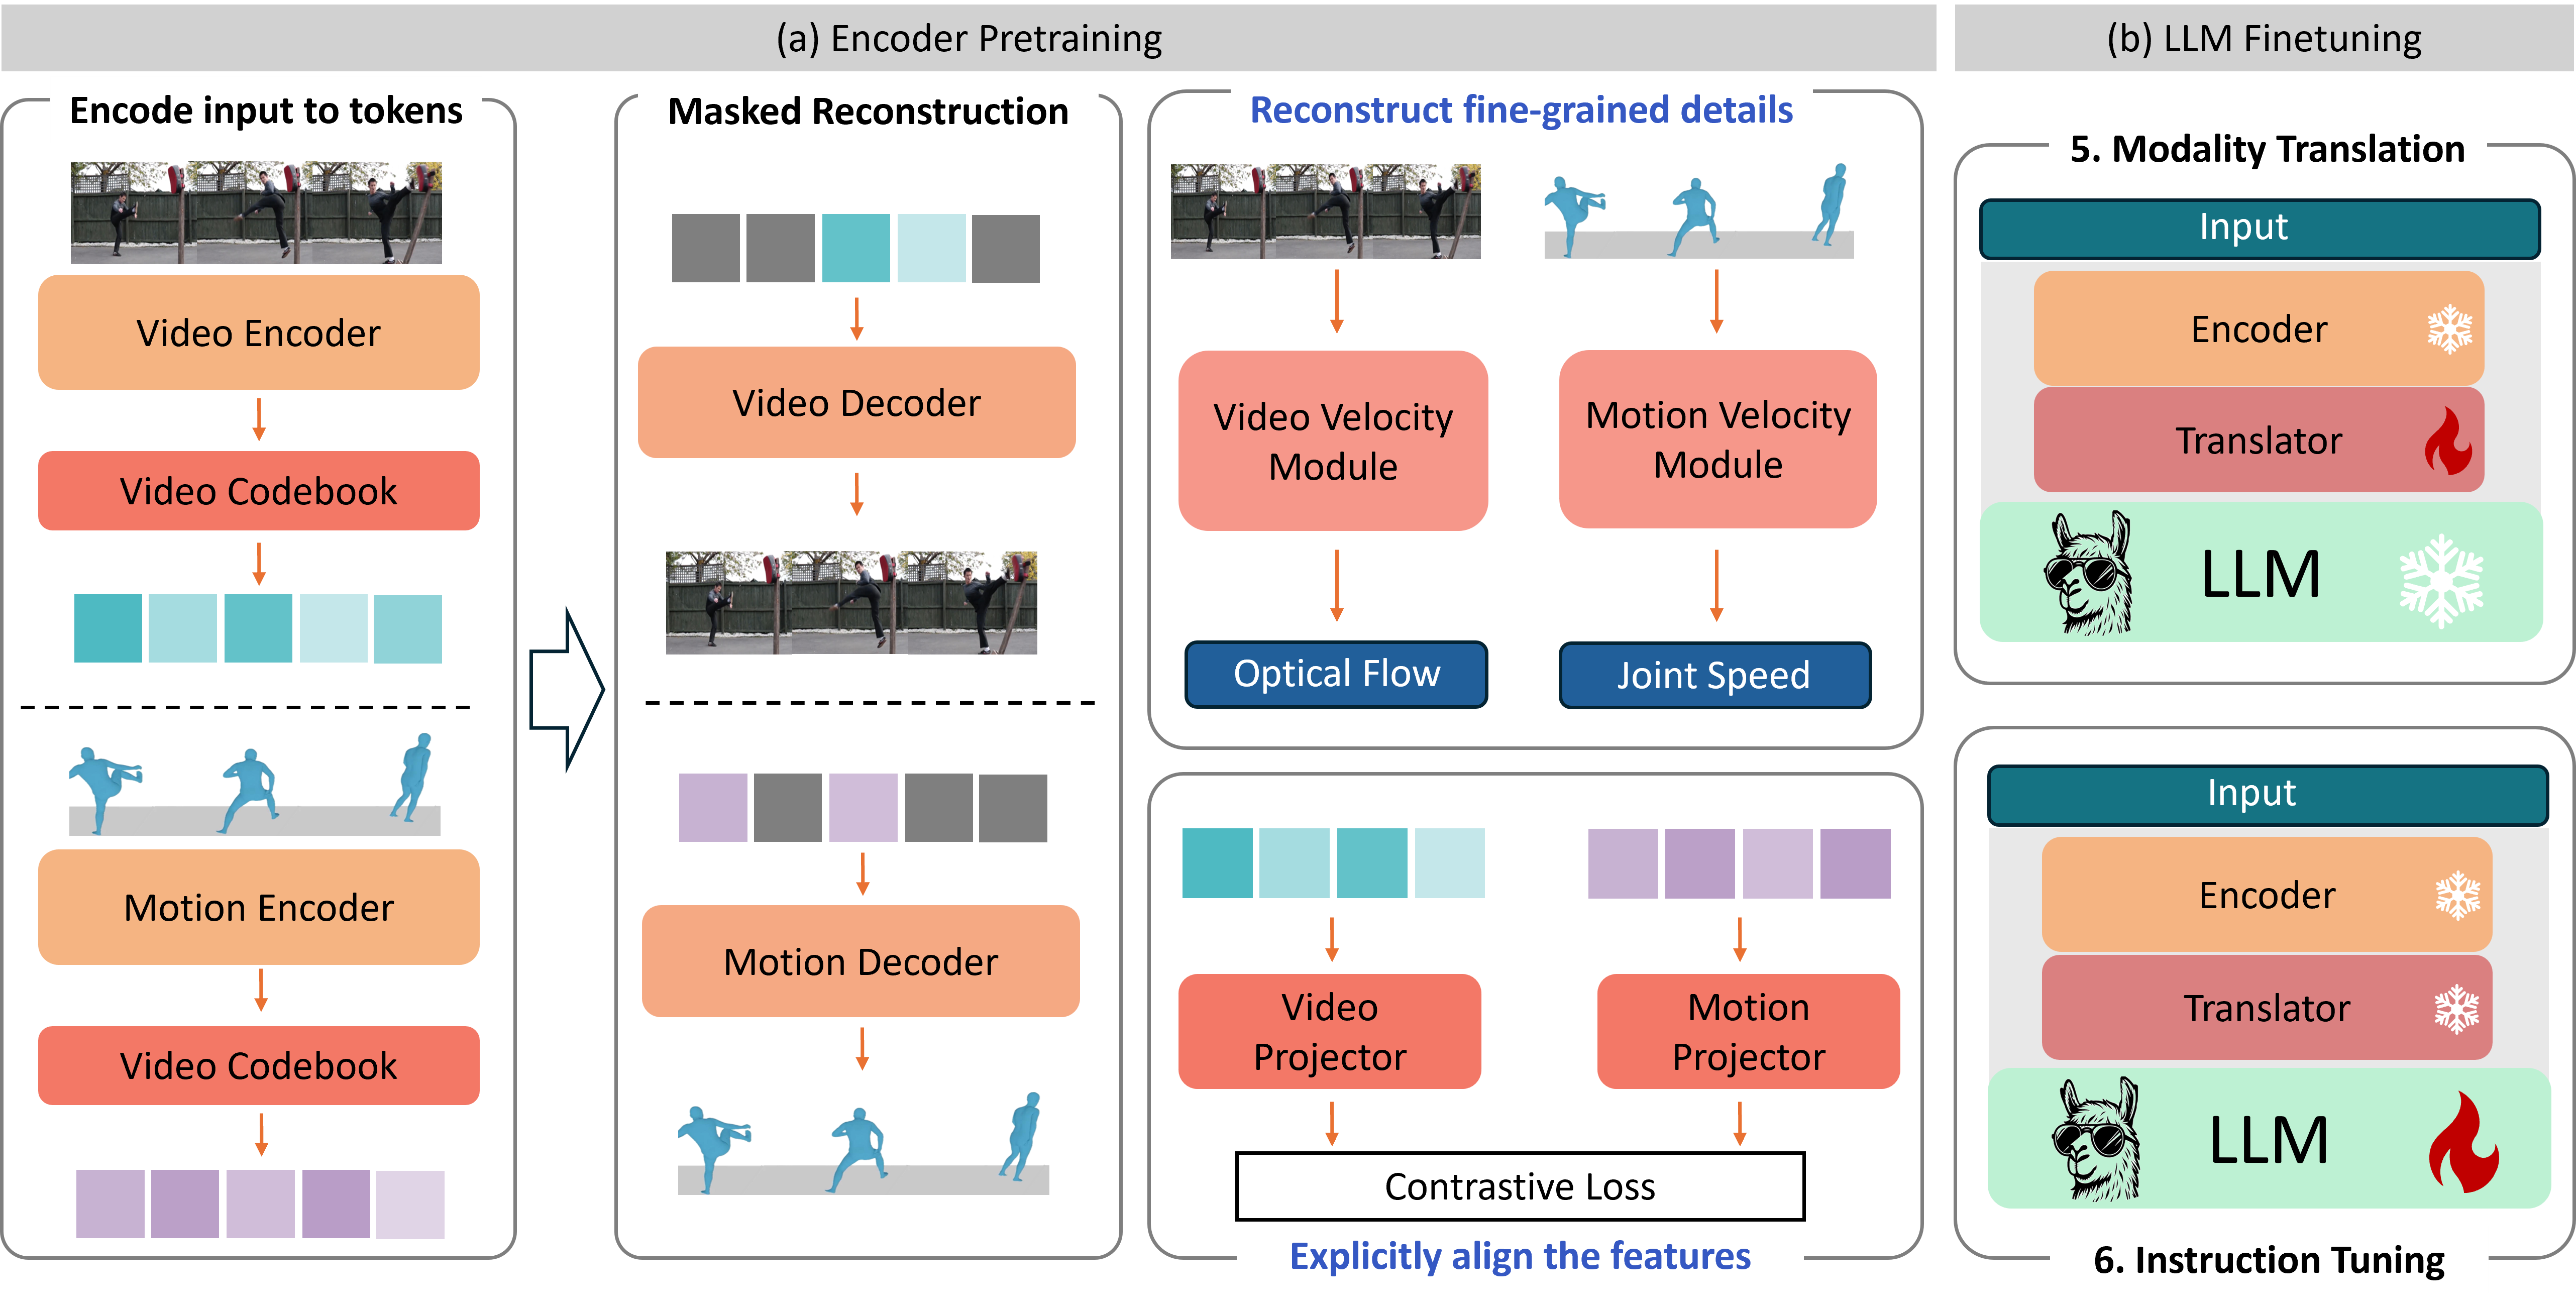 (a) Encoder Pretraining
Encode input to tokens
Video Encoder
Video Codebook
Motion Encoder
Video Codebook
Masked Reconstruction
Video Decoder
Motion Decoder
Reconstruct fine-grained details
Video Velocity
Module
Motion Velocity
Module
Optical Flow
Joint Speed
Video
Projector
Motion
Projector
Contrastive Loss
Explicitly align the features
(b) LLM Finetuning
5. Modality Translation
Input
Encoder
Translator
LLM
Input
Encoder
Translator
LLM
6. Instruction Tuning